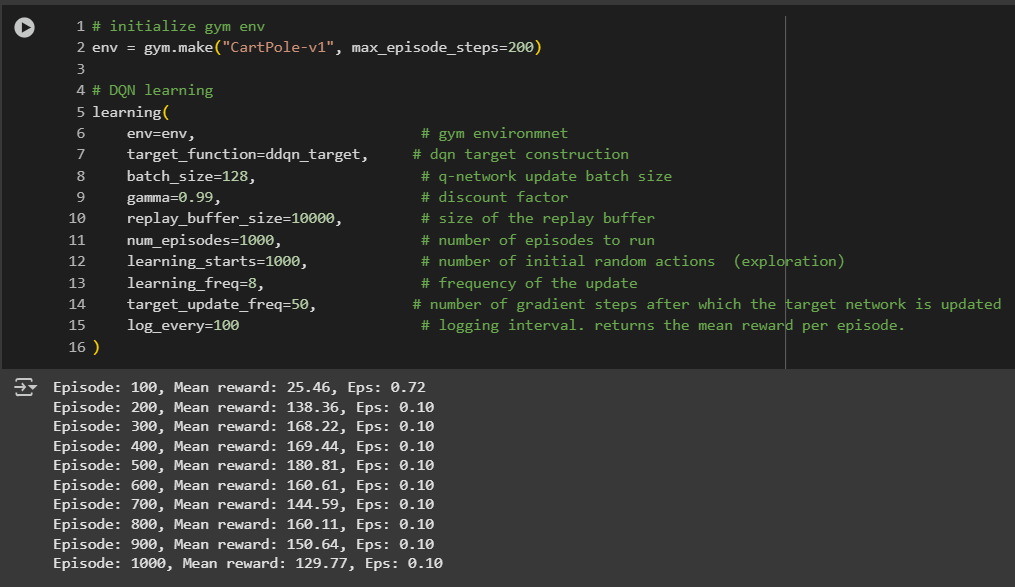 1 # initialize gym env
2 env = gym.make("CartPole-v1", max_episode_steps=200)
3
4 # DQN learning
5 learning(
6     env=env,                          # gym environmnet
7     target_function=ddqn_target,     # dqn target construction
8     batch_size=128,                   # q-network update batch size
9     gamma=0.99,                       # discount factor
10     replay_buffer_size=10000,         # size of the replay buffer
11     num_episodes=1000,                # number of episodes to run
12     learning_starts=1000,             # number of initial random actions  (exploration)
13     learning_freq=8,                  # frequency of the update
14     target_update_freq=50,           # number of gradient steps after which the target network is updated
15     log_every=100                     # logging interval. returns the mean reward per episode.
16 )
Episode: 100, Mean reward: 25.46, Eps: 0.72
Episode: 200, Mean reward: 138.36, Eps: 0.10
Episode: 300, Mean reward: 168.22, Eps: 0.10
Episode: 400, Mean reward: 169.44, Eps: 0.10
Episode: 500, Mean reward: 180.81, Eps: 0.10
Episode: 600, Mean reward: 160.61, Eps: 0.10
Episode: 700, Mean reward: 144.59, Eps: 0.10
Episode: 800, Mean reward: 160.11, Eps: 0.10
Episode: 900, Mean reward: 150.64, Eps: 0.10
Episode: 1000, Mean reward: 129.77, Eps: 0.10